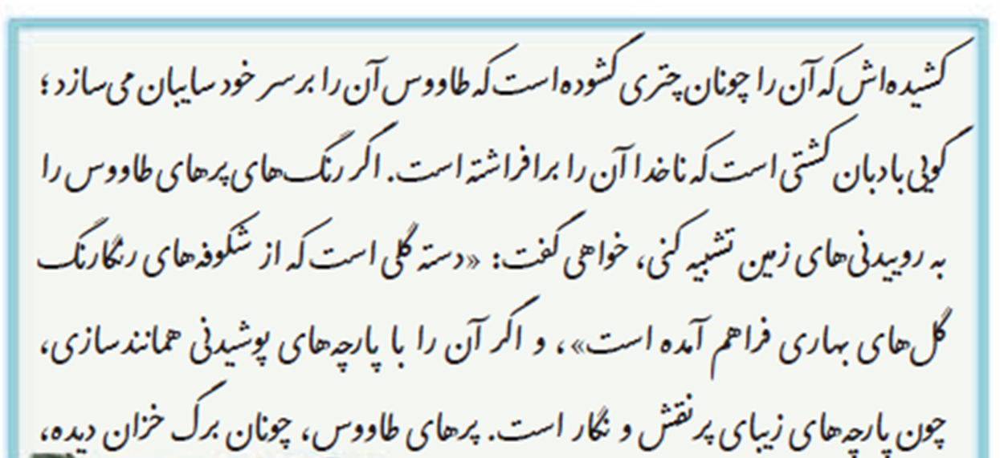 کشیده‌اش که آن را چونان چتری گشوده است که طاووس آن را بر سر خود سایبان می‌سازد؛
گویی بادبان کشتی است که ناخدا آن را برافراشته است. اگر رنگ‌های پرهای طاووس را
به روییدنی‌های زمین تشبیه کنی، خواهی گفت: «دسته گلی است که از شکوفه‌های رنگارنگ
گل‌های بهاری فراهم آمده است»، و اگر آن را با پارچه‌های پوشیدنی همانند سازی،
چون پارچه‌های زیبای پر نقش و نگار است. پرهای طاووس، چونان برگ خزان دیده،